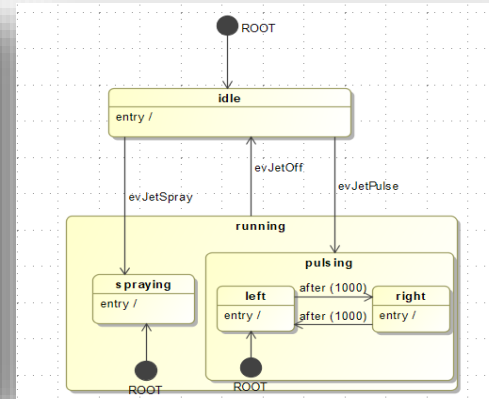 ROOT
idle
entry /
evJetOff
evJetPulse
evJetSpray
running
pulsing
spraying
entry /
left
entry /
after (1000)
after (1000)
right
entry /
ROOT
ROOT